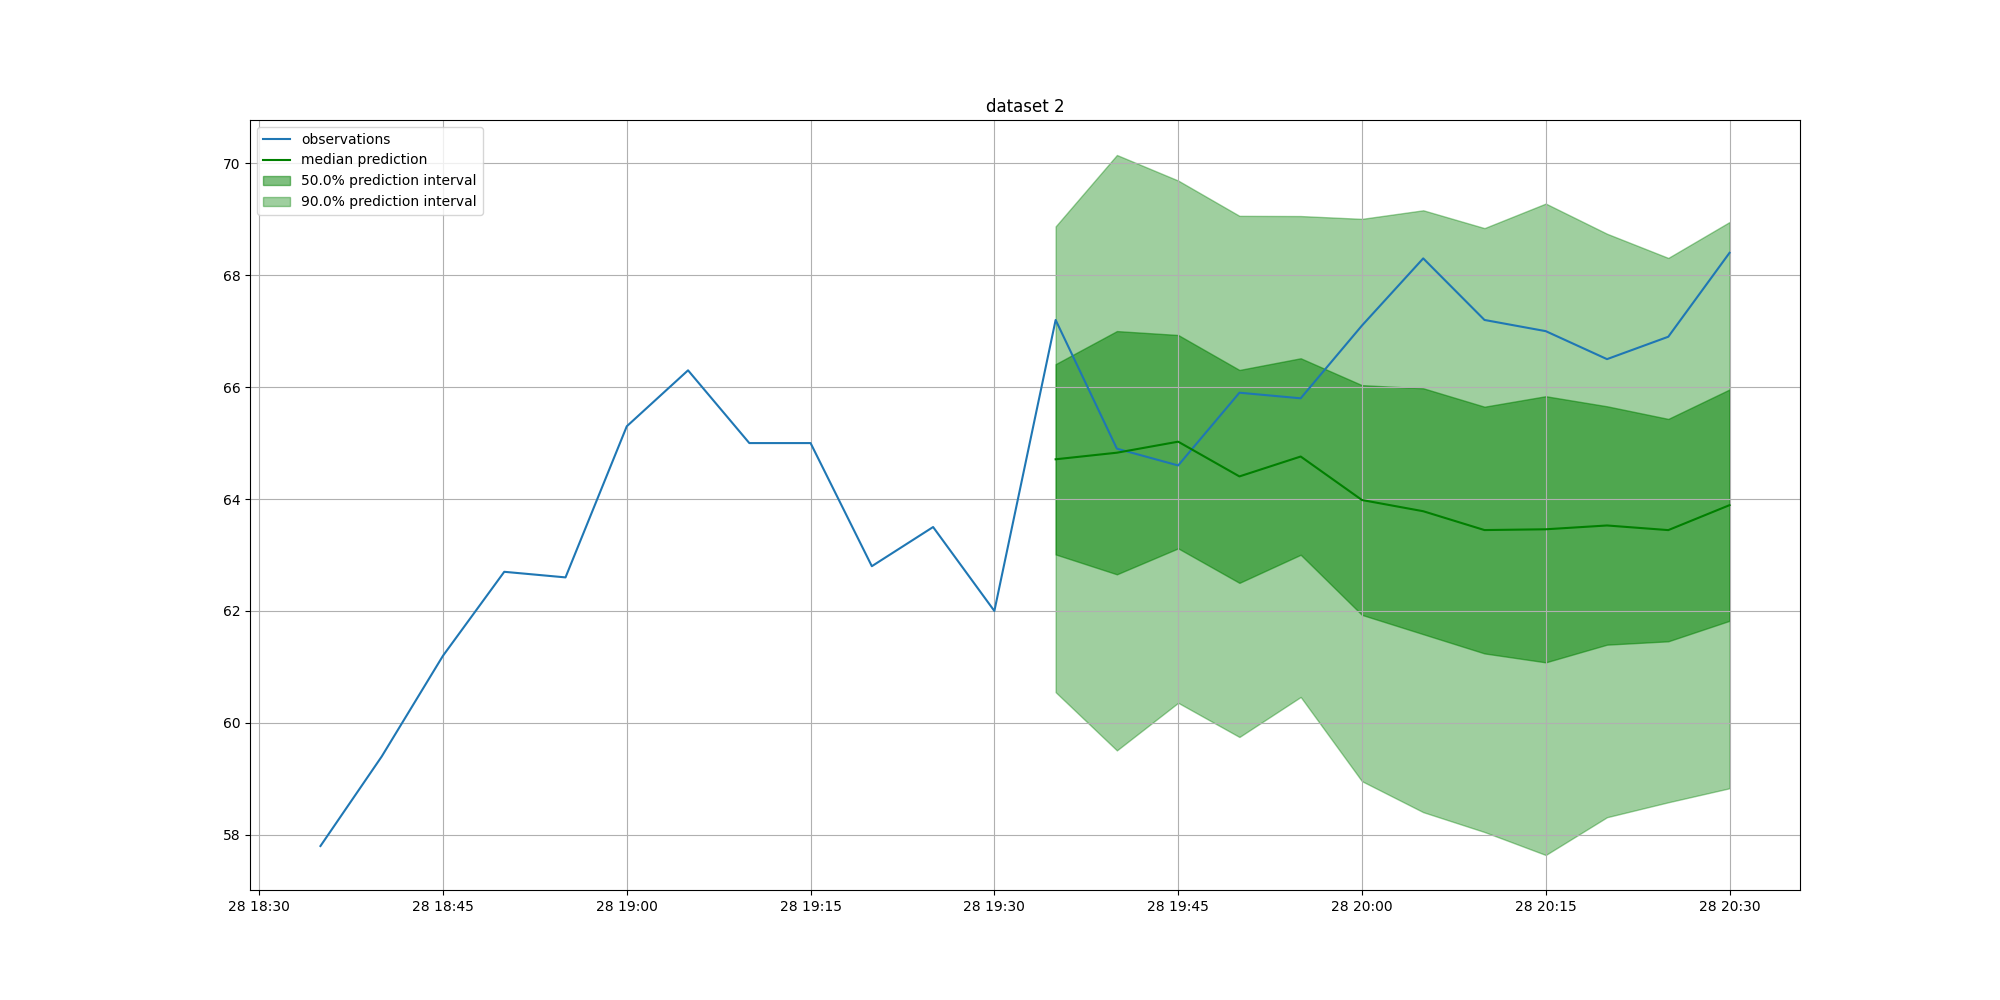 dataset 2
observations
median prediction
50.0% prediction interval
90.0% prediction interval
70
68
66
64
62
60
58
28 18:30 28 18:45 28 19:00 28 19:15 28 19:30 28 19:45 28 20:00 28 20:15 28 20:30